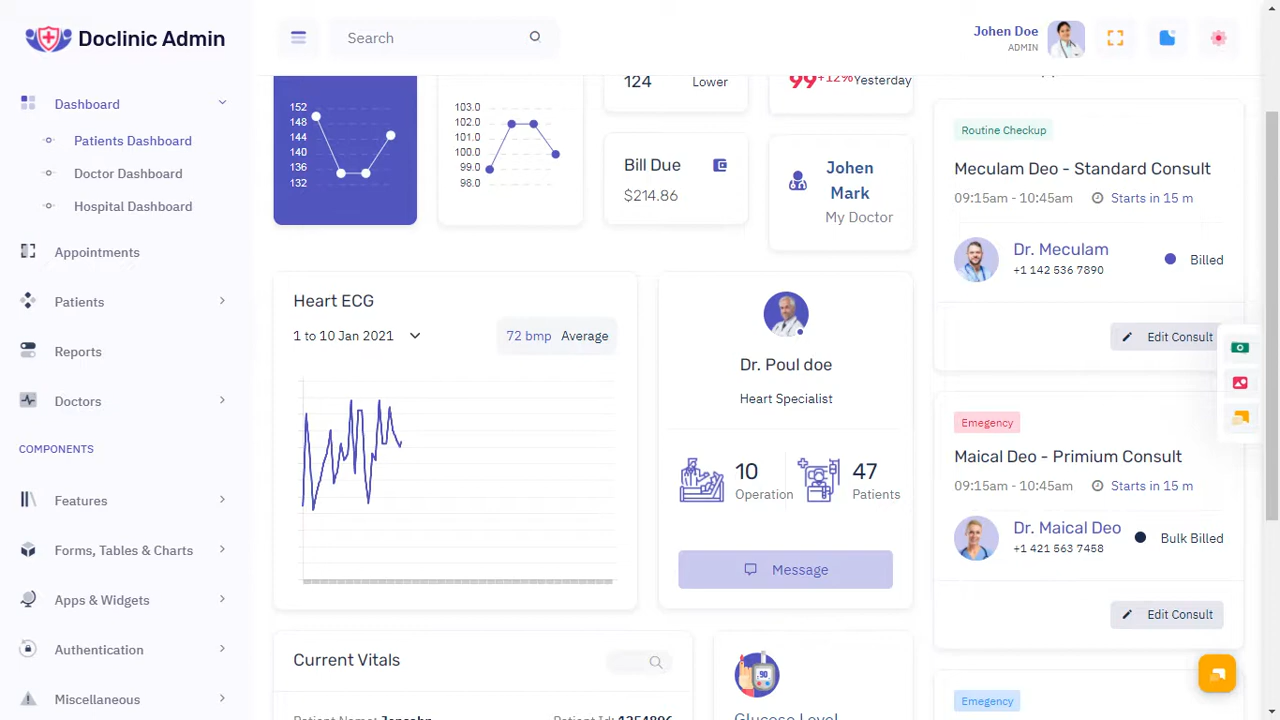 Doclinic Admin
Search
Johen Doe
ADMIN
Dashboard
Patients Dashboard
Doctor Dashboard
Hospital Dashboard
Appointments
Patients
Reports
Doctors
COMPONENTS
Features
Forms, Tables & Charts
Apps & Widgets
Authentication
Miscellaneous
152
148
144
140
136
132
103.0
102.0
101.0
100.0
99.0
98.0
124 Lower
99+12% Yesterday
Bill Due
$214.86
Johen
Mark
My Doctor
Heart ECG
1 to 10 Jan 2021
72 bmp Average
Dr. Poul doe
Heart Specialist
10
Operation
47
Patients
Message
Current Vitals
Glucose Level
.90
Routine Checkup
Meculam Deo - Standard Consult
09:15am - 10:45am Starts in 15 m
Dr. Meculam
+1 142 536 7890
Billed
Edit Consult
Emegency
Maical Deo - Primium Consult
09:15am - 10:45am Starts in 15 m
Dr. Maical Deo
+1 421 563 7458
Bulk Billed
Edit Consult
Emegency